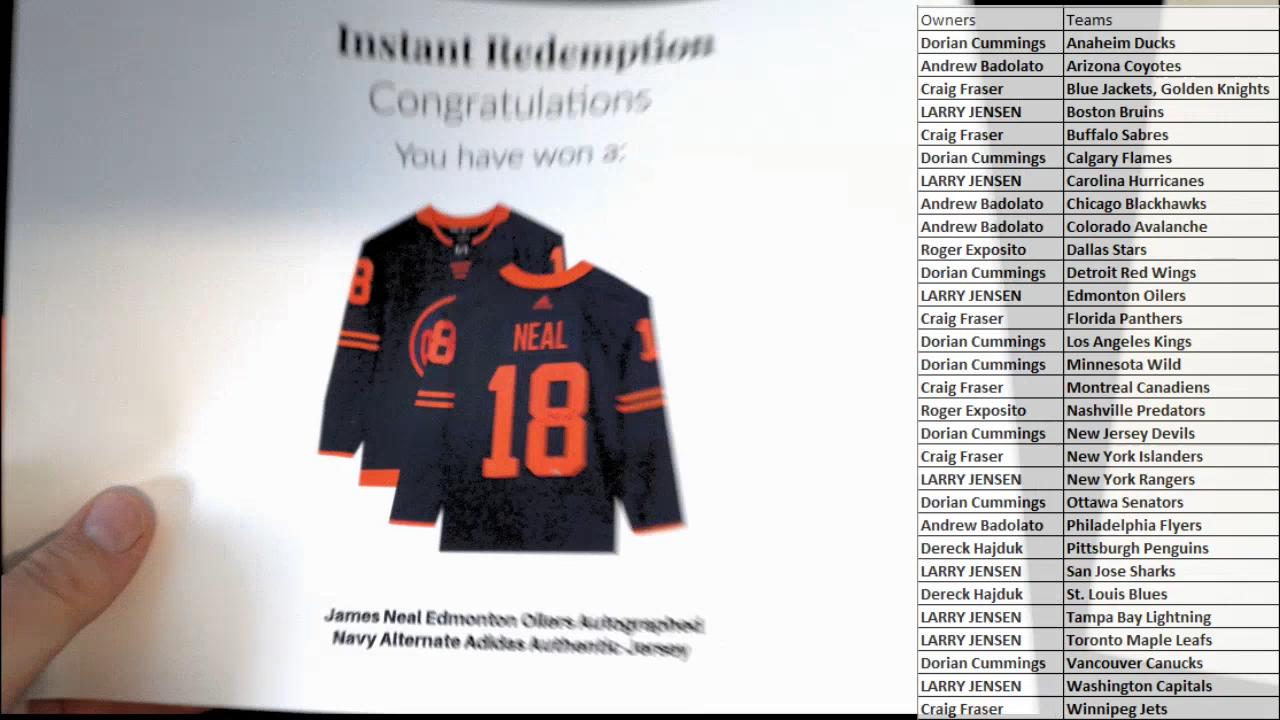 Instant Redemption
Congratulations
You have won a:
8
1
8
NEAL
1
18
James Neal Edmonton Oilers Autographed
Navy Alternate Adidas Authentic Jersey
Owners Teams
Dorian Cummings Anaheim Ducks
Andrew Badolato Arizona Coyotes
Craig Fraser Blue Jackets, Golden Knights
LARRY JENSEN Boston Bruins
Craig Fraser Buffalo Sabres
Dorian Cummings Calgary Flames
LARRY JENSEN Carolina Hurricanes
Andrew Badolato Chicago Blackhawks
Andrew Badolato Colorado Avalanche
Roger Exposito Dallas Stars
Dorian Cummings Detroit Red Wings
LARRY JENSEN Edmonton Oilers
Craig Fraser Florida Panthers
Dorian Cummings Los Angeles Kings
Dorian Cummings Minnesota Wild
Craig Fraser Montreal Canadiens
Roger Exposito Nashville Predators
Dorian Cummings New Jersey Devils
Craig Fraser New York Islanders
LARRY JENSEN New York Rangers
Dorian Cummings Ottawa Senators
Andrew Badolato Philadelphia Flyers
Dereck Hajduk Pittsburgh Penguins
LARRY JENSEN San Jose Sharks
Dereck Hajduk St. Louis Blues
LARRY JENSEN Tampa Bay Lightning
LARRY JENSEN Toronto Maple Leafs
Dorian Cummings Vancouver Canucks
LARRY JENSEN Washington Capitals
Craig Fraser Winnipeg Jets